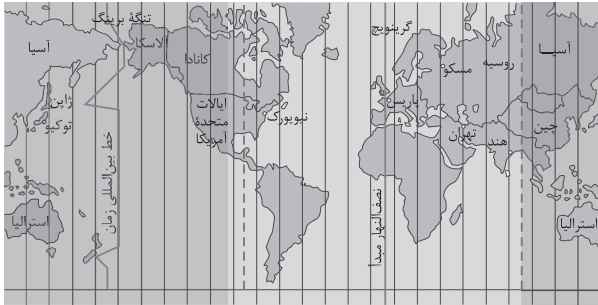 تنگهٔ برینگ
گرینویچ
آسیا
آلاسکا
کانادا
روسیه
آسیـا
مسکو
ژاپن
توکیو
ایالات
متحدهٔ
آمریکا
نیویورک
پاریس
تهران
هند
چین
خط بین‌المللی زمان
نصف‌النهار مبدأ
استرالیا
استرالیا